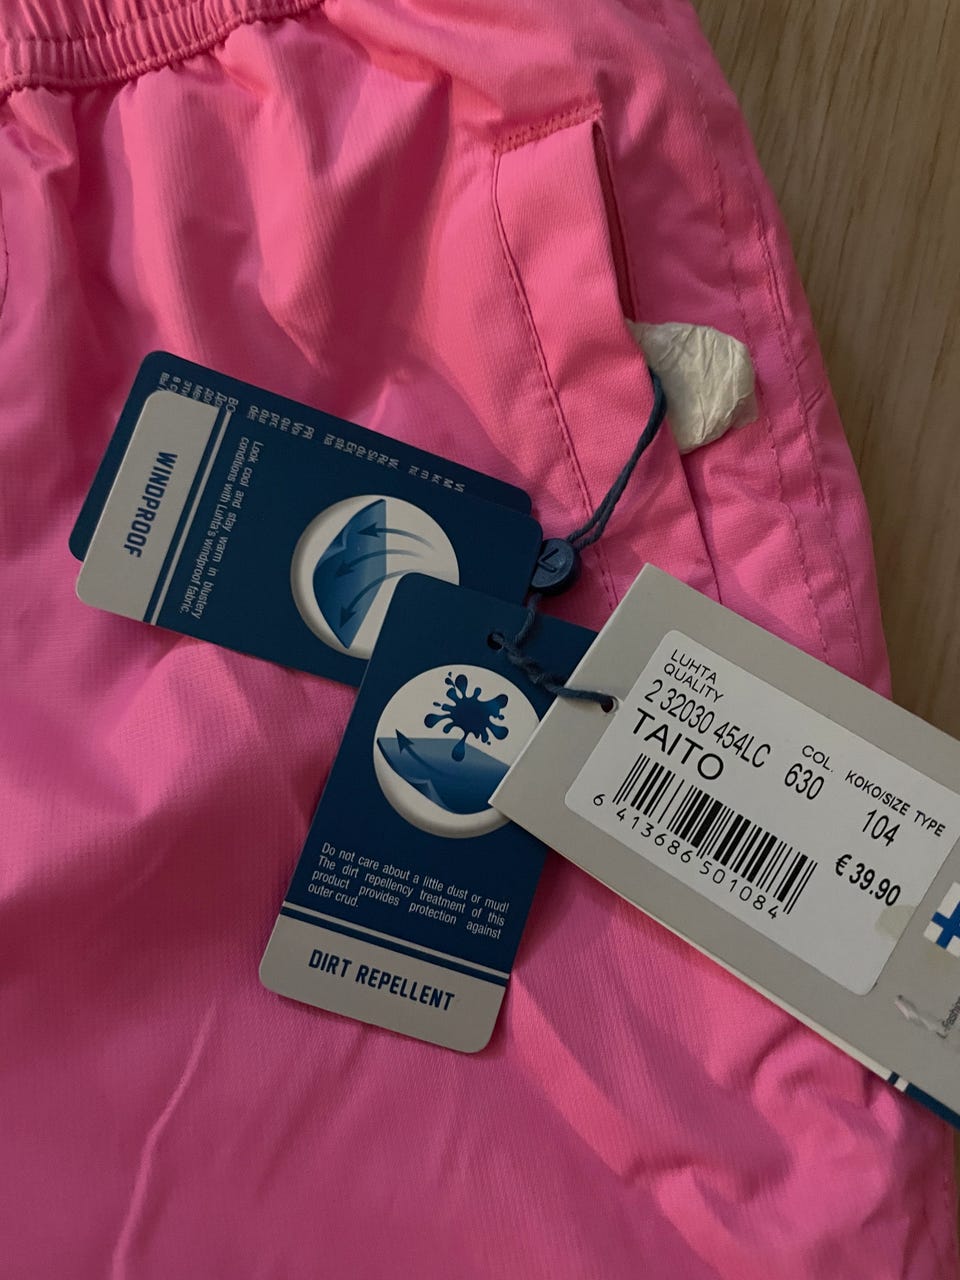 WINDPROOF
Look cool and stay warm in blustery
conditions with Luhta's windproof fabric.
Do not care about a little dust or mud!
The dirt repellency treatment of this
product provides protection against
outer crud.
DIRT REPELLENT
LUHTA
QUALITY
2 32030 454LC
COL.
630
KOKO/SIZE TYPE
104
TAITO
6 413686 501084
€ 39.90